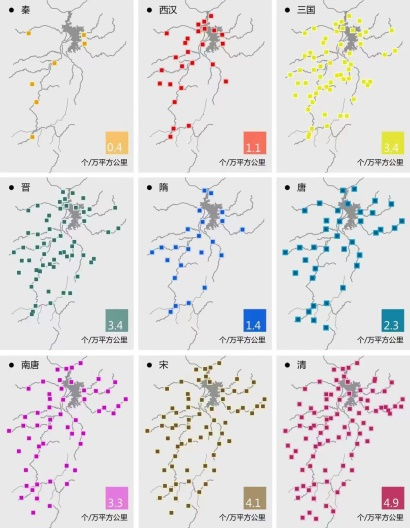 秦
0.4
个/万平方公里
西汉
1.1
个/万平方公里
三国
3.4
个/万平方公里
晋
3.4
个/万平方公里
隋
1.4
个/万平方公里
唐
2.3
个/万平方公里
南唐
3.3
个/万平方公里
宋
4.1
个/万平方公里
清
4.9
个/万平方公里